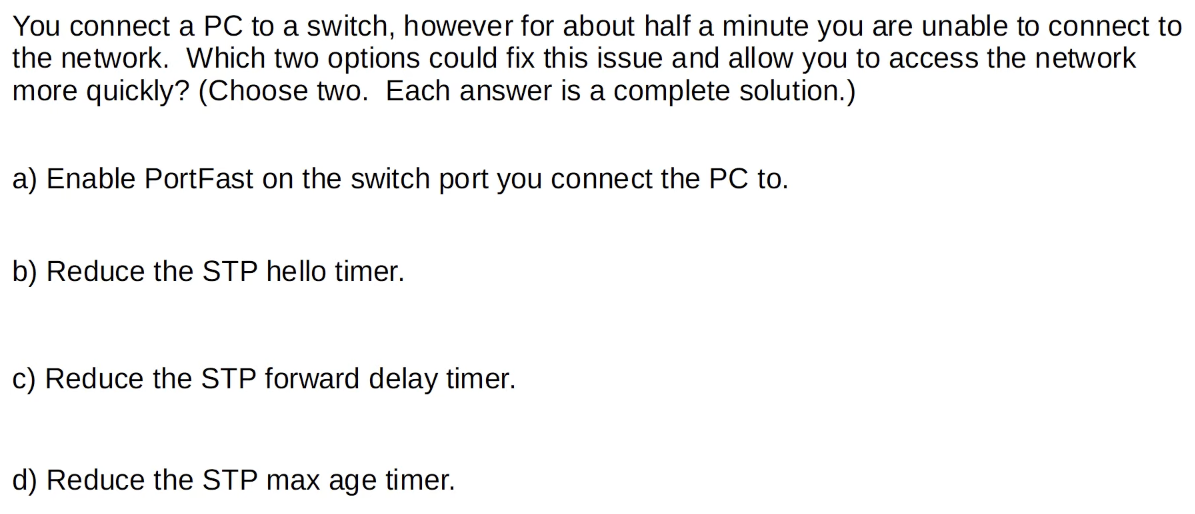 You connect a PC to a switch, however for about half a minute you are unable to connect to
the network.  Which two options could fix this issue and allow you to access the network
more quickly? (Choose two.  Each answer is a complete solution.)
a) Enable PortFast on the switch port you connect the PC to.
b) Reduce the STP hello timer.
c) Reduce the STP forward delay timer.
d) Reduce the STP max age timer.